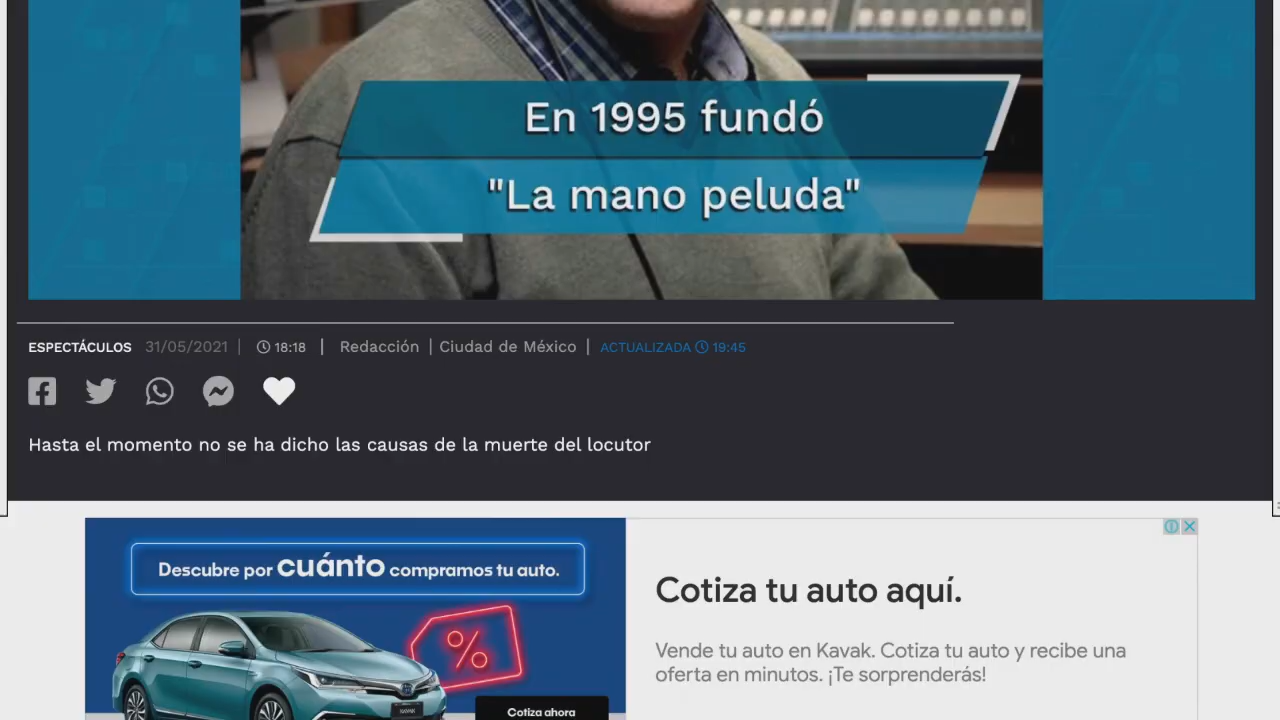 En 1995 fundó
"La mano peluda"
ESPECTÁCULOS 31/05/2021 | 18:18 | Redacción | Ciudad de México | ACTUALIZADA 19:45
Hasta el momento no se ha dicho las causas de la muerte del locutor
Descubre por cuánto compramos tu auto.
%
KAVAK
Cotiza ahora
Cotiza tu auto aquí.
Vende tu auto en Kavak. Cotiza tu auto y recibe una
oferta en minutos. ¡Te sorprenderás!